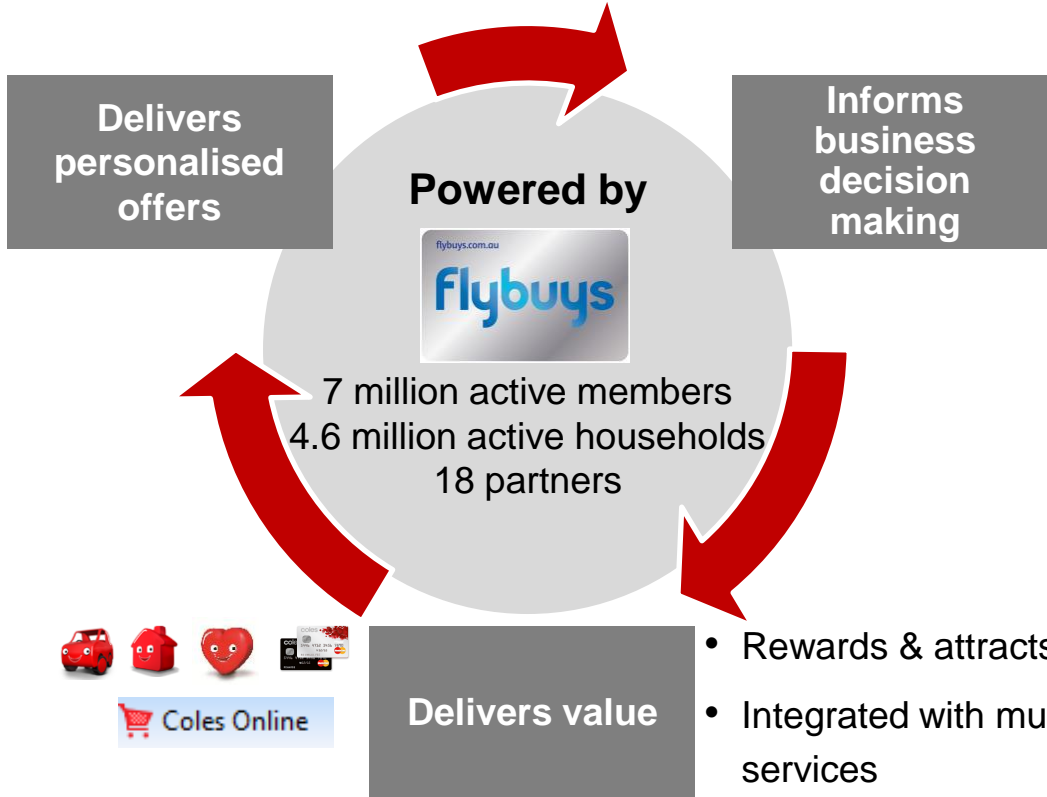 Delivers
personalised
offers
Informs
business
decision
making
Powered by
flybuys.com.au
flybuys
7 million active members
4.6 million active households
18 partners
Coles Online
Delivers value
• Rewards & attracts
• Integrated with mu
services